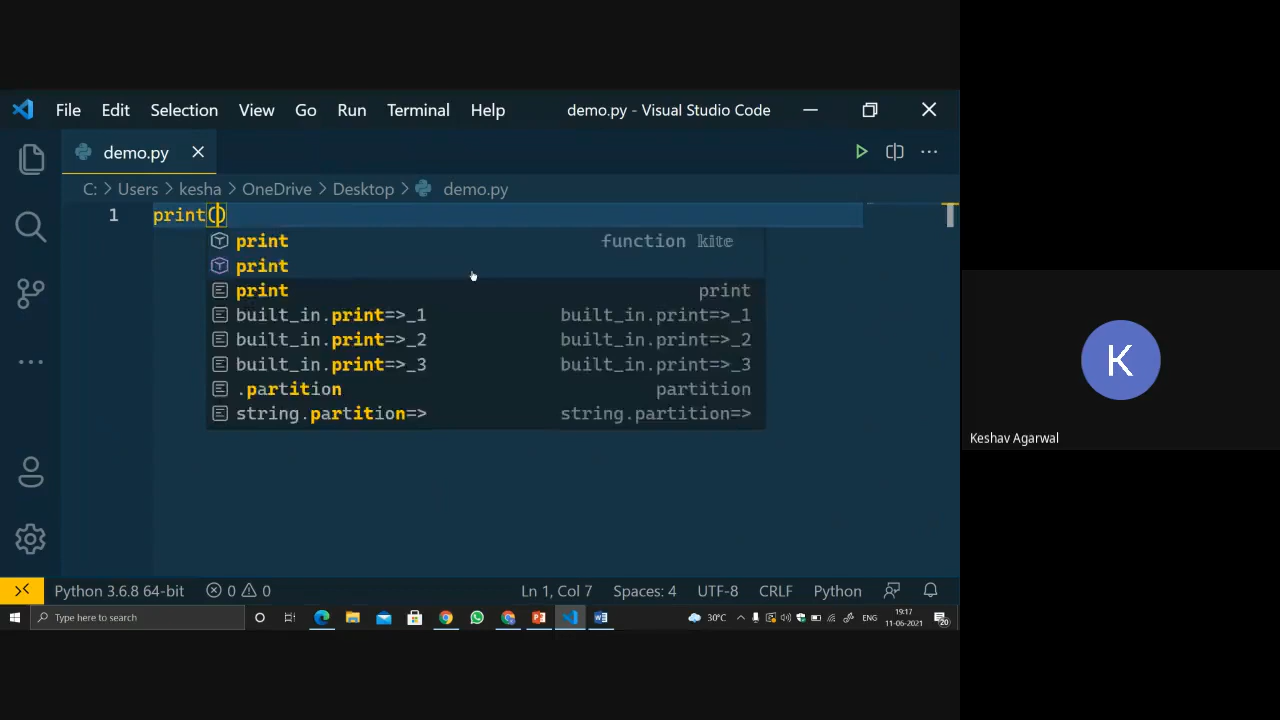 File Edit Selection View Go Run Terminal Help demo.py - Visual Studio Code
demo.py
C: > Users > kesha > OneDrive > Desktop > demo.py
1 print()
print function kite
print
print print
built_in.print=>_1 built_in.print=>_1
built_in.print=>_2 built_in.print=>_2
built_in.print=>_3 built_in.print=>_3
.partition partition
string.partition=> string.partition=>
K
Keshav Agarwal
Python 3.6.8 64-bit 0 0 Ln 1, Col 7 Spaces: 4 UTF-8 CRLF Python
Type here to search 30°C ENG 19:17
11-06-2021 20